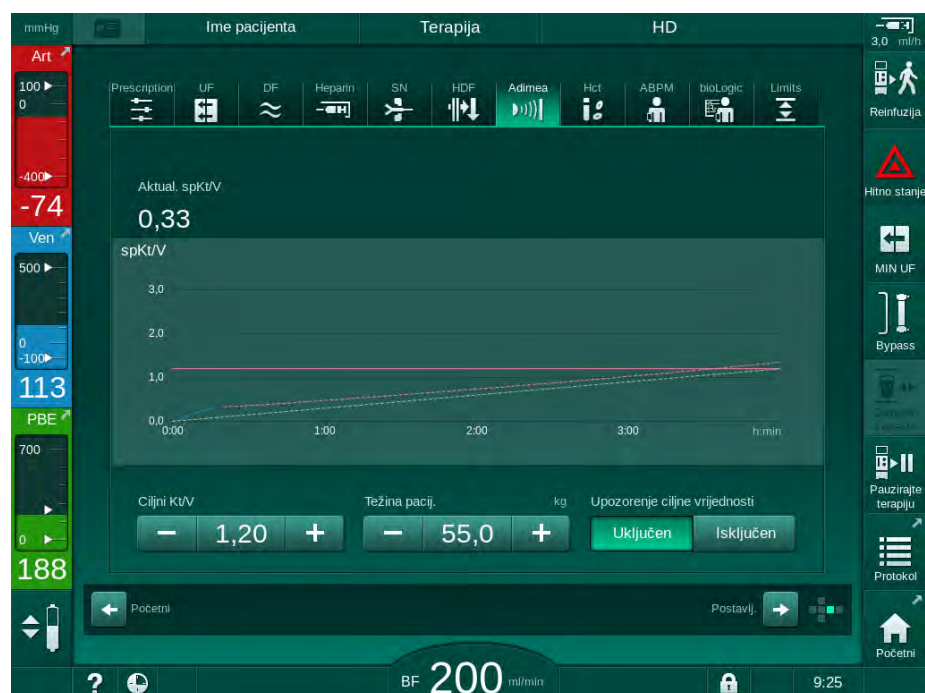 mmHg
Ime pacijenta
Terapija
HD
3,0 ml/h
Art
100
0
-400
-74
Ven
500
0
-100
113
PBE
700
0
188
Prescription
UF
DF
Heparin
SN
HDF
Adimea
Hct
ABPM
bioLogic
Limits
Aktual. spKt/V
0,33
spKt/V
3,0
2,0
1,0
0,0
0:00
1:00
2:00
3:00
h:min
Ciljni Kt/V
Težina pacij.
kg
Upozorenje ciljne vrijednosti
− 1,20 +
− 55,0 +
Uključen
Isključen
Početni
Postavlj.
Reinfuzija
Hitno stanje
MIN UF
Bypass
Pauzirajte
terapiju
Protokol
Početni
?
BF 200 ml/min
9:25